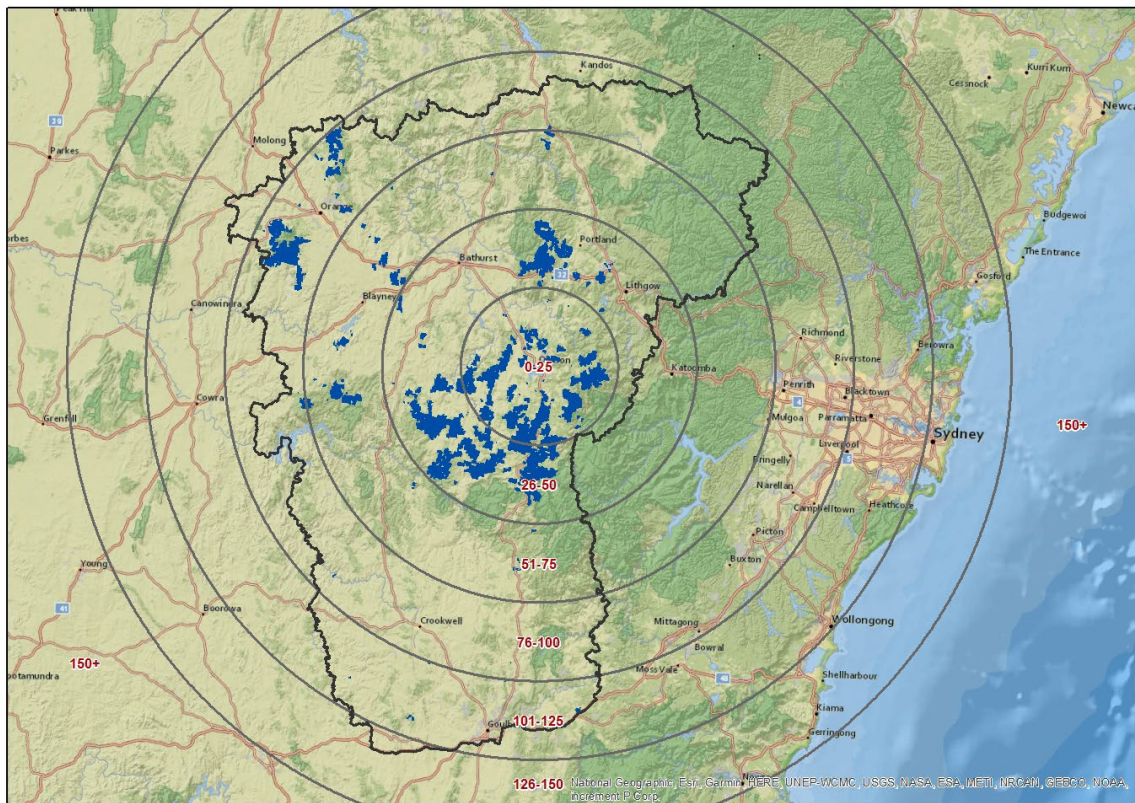 Peak Hill
Kandos
Kurri Kurri
Cessnock
Newca
39
Molong
Parkes
Orange
Budgewoi
Portland
The Entrance
Bathurst
32
Gosford
Lithgow
Canowindra
Blayney
Richmond
Berowra
Riverstone
0-25
Katoomba
Penrith
Blacktown
4
Cowra
Mulgoa
Parramatta
Grenfell
150+
Sydney
Liverpool
Bringelly
26-50
Narellan
Campbelltown
Heathcote
Picton
51-75
Buxton
Young
41
Boorowa
Crookwell
Mittagong
Wollongong
76-100
Bowral
150+
Moss Vale
40
Shellharbour
Kiama
101-125
Goulb
Gerringong
126-150
National Geographic, Esri, Garmin, HERE, UNEP-WCMC, USGS, NASA, ESA, METI, NRCAN, GEBCO, NOAA,
increment P Corp.